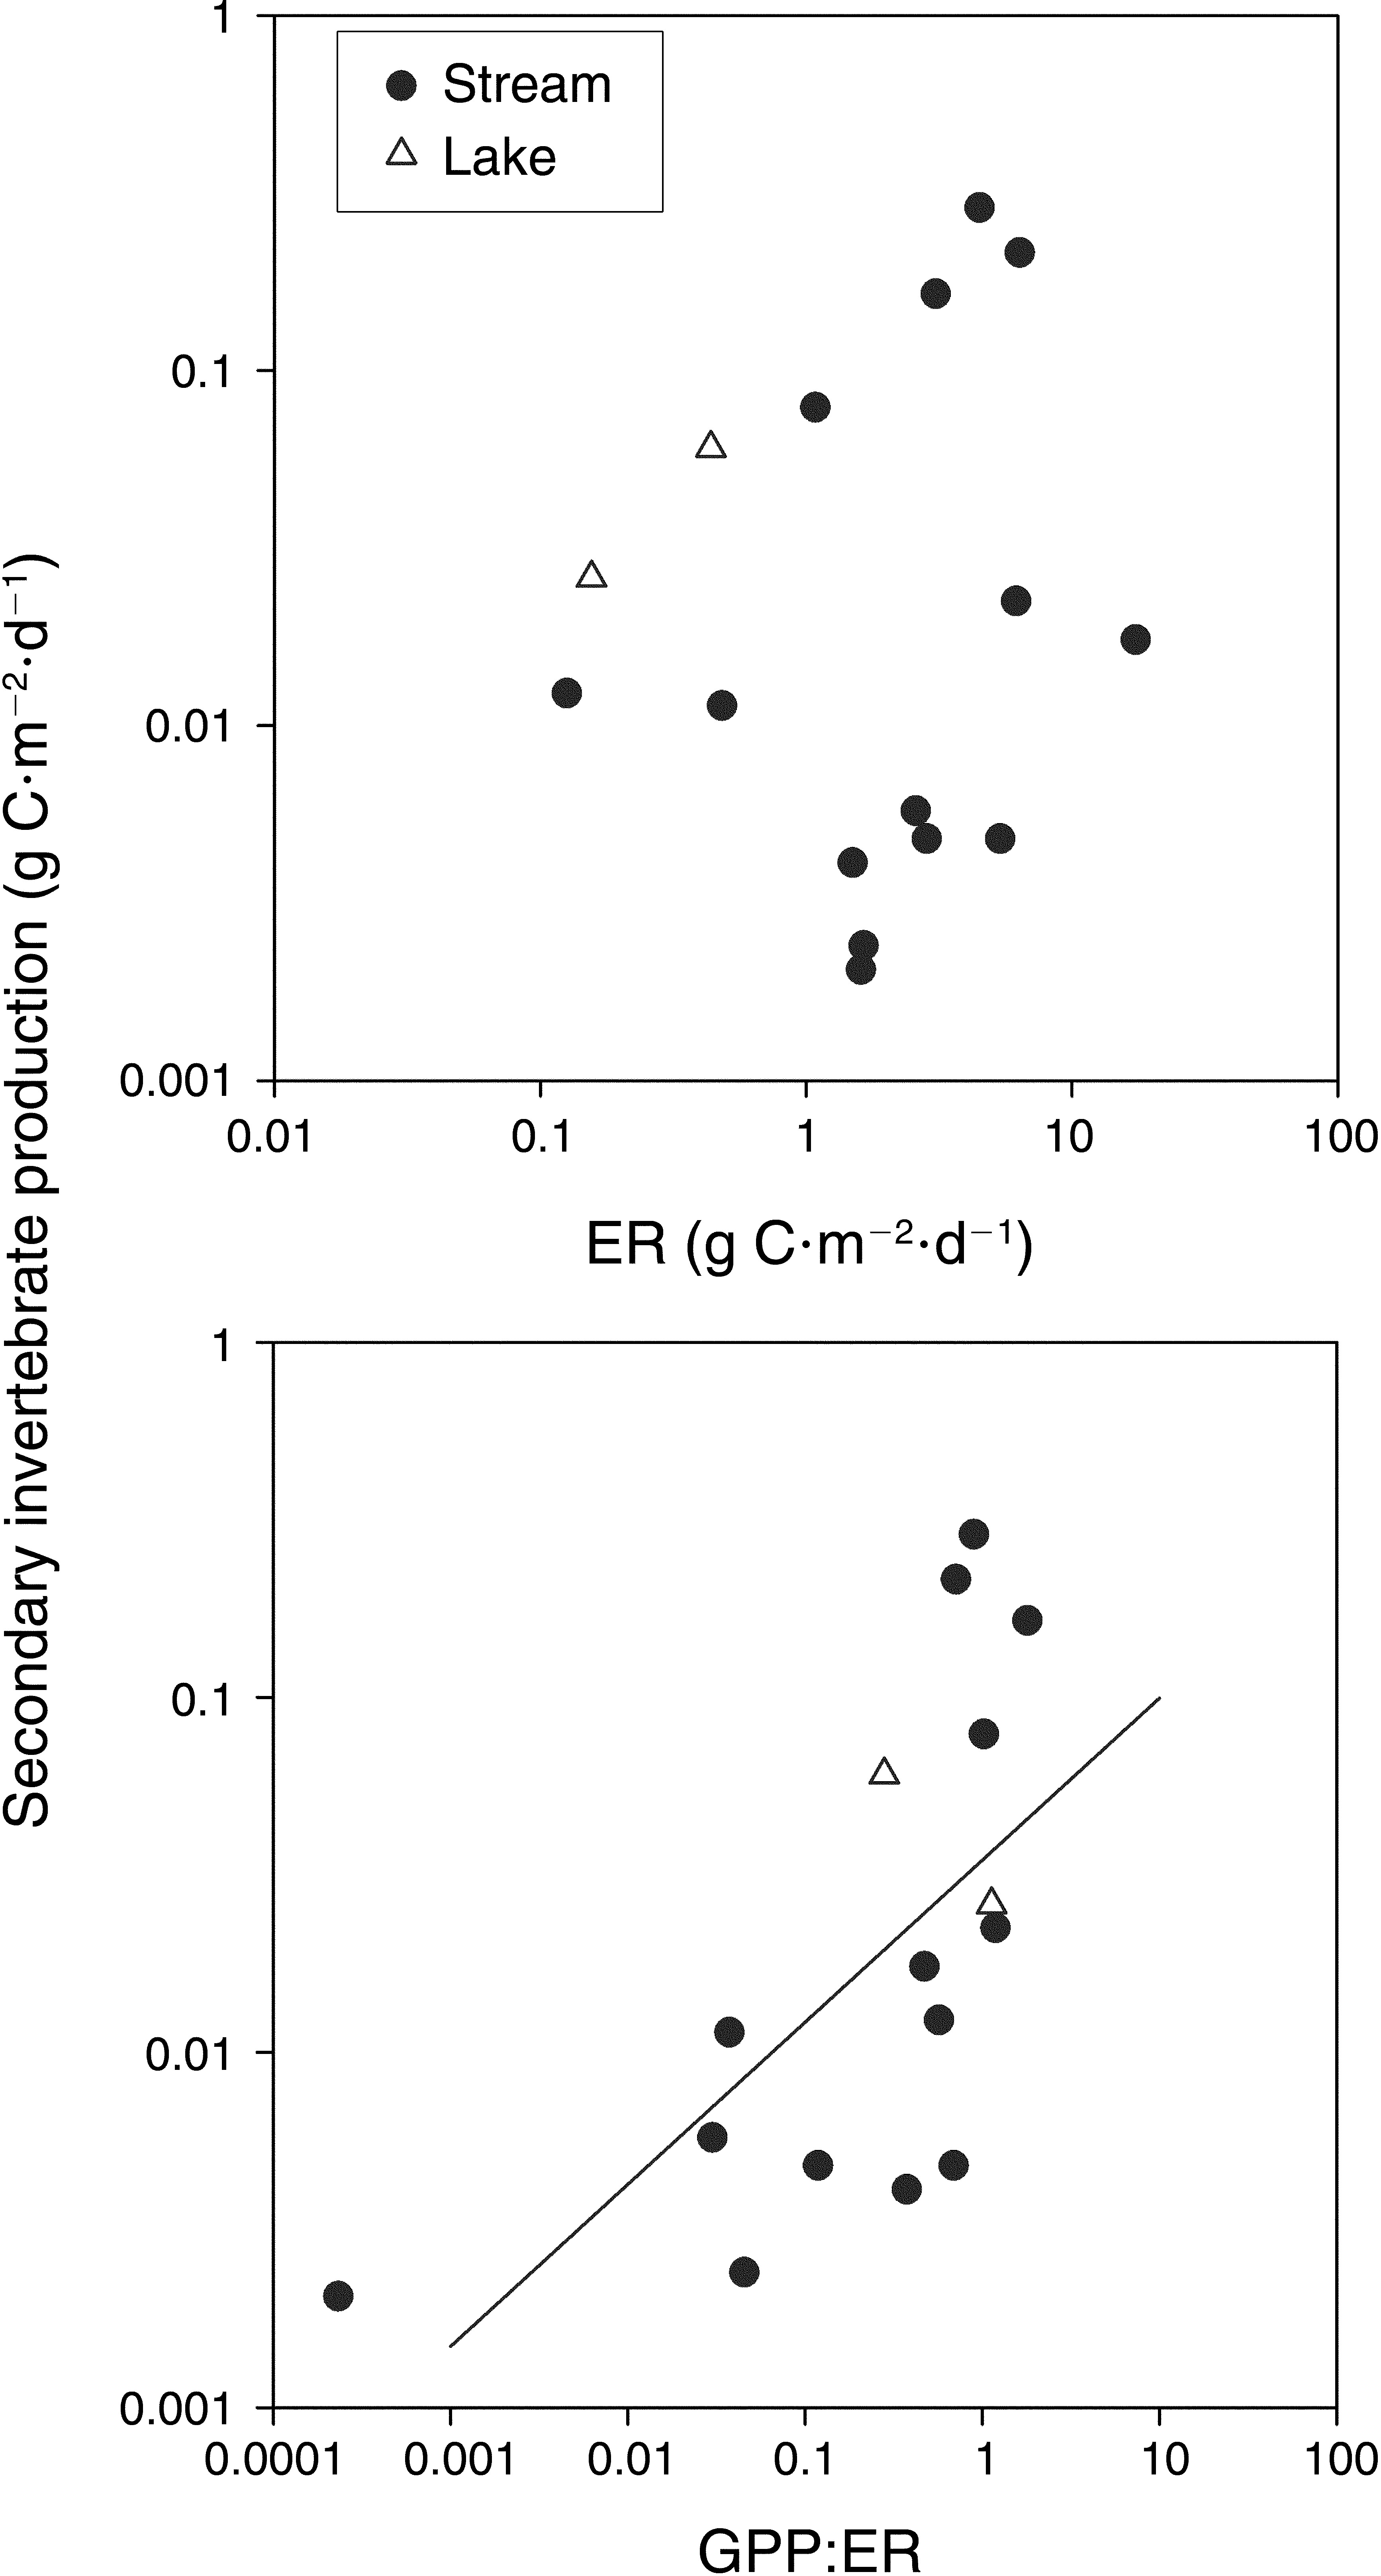 1
Stream
Lake
0.1
0.01
0.001
0.01 0.1 1 10 100
ER (g C·m⁻²·d⁻¹)
Secondary invertebrate production (g C·m⁻²·d⁻¹)
1
0.1
0.01
0.001
0.0001 0.001 0.01 0.1 1 10 100
GPP:ER